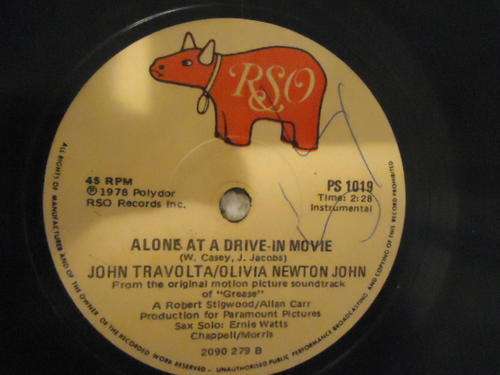 RSO
45 RPM
℗ 1978 Polydor
RSO Records Inc.
PS 1019
Time: 2:28
Instrumental
ALONE AT A DRIVE-IN MOVIE
(W. Casey, J. Jacobs)
JOHN TRAVOLTA/OLIVIA NEWTON JOHN
From the original motion picture soundtrack
of "Grease"
A Robert Stigwood/Allan Carr
Production for Paramount Pictures
Sax Solo: Ernie Watts
Chappell/Morris
2090 279 B
ALL RIGHTS OF MANUFACTURER AND OF THE OWNER OF THE RECORDED WORK RESERVED - UNAUTHORISED PUBLIC PERFORMANCE BROADCASTING AND COPYING OF THIS RECORD PROHIBITED